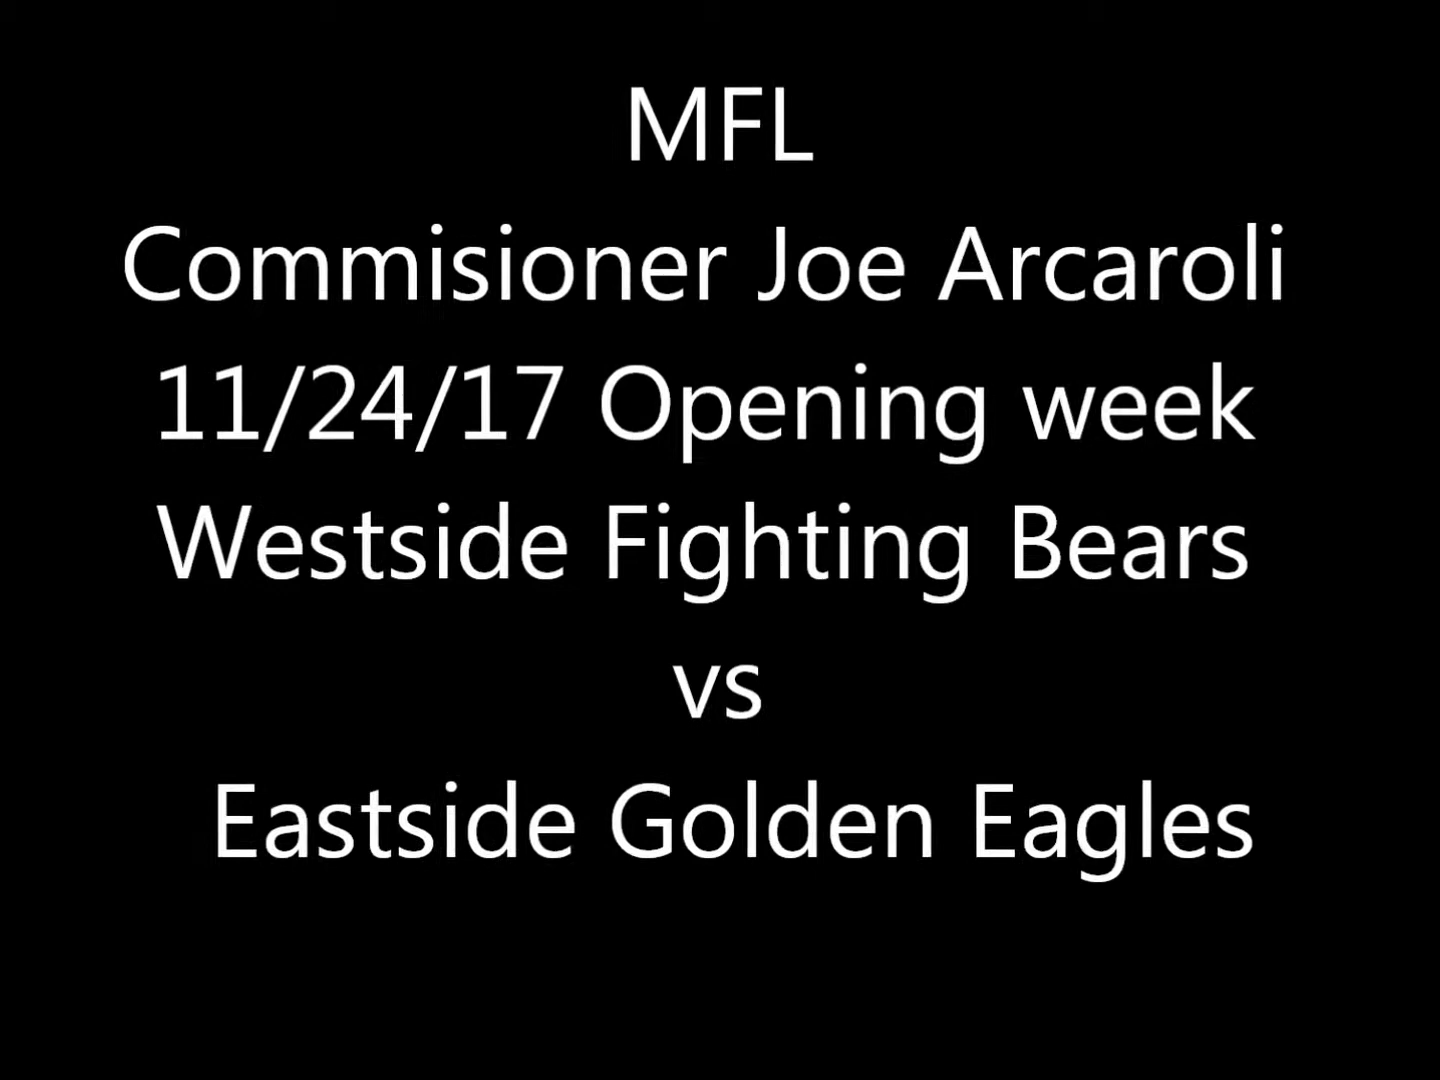 MFL
Commisioner Joe Arcaroli
11/24/17 Opening week
Westside Fighting Bears
vs
Eastside Golden Eagles